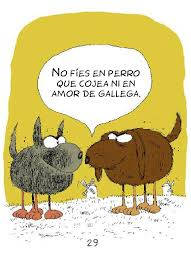 NO FÍES EN PERRO
QUE COJEA NI EN
AMOR DE GALLEGA.
29